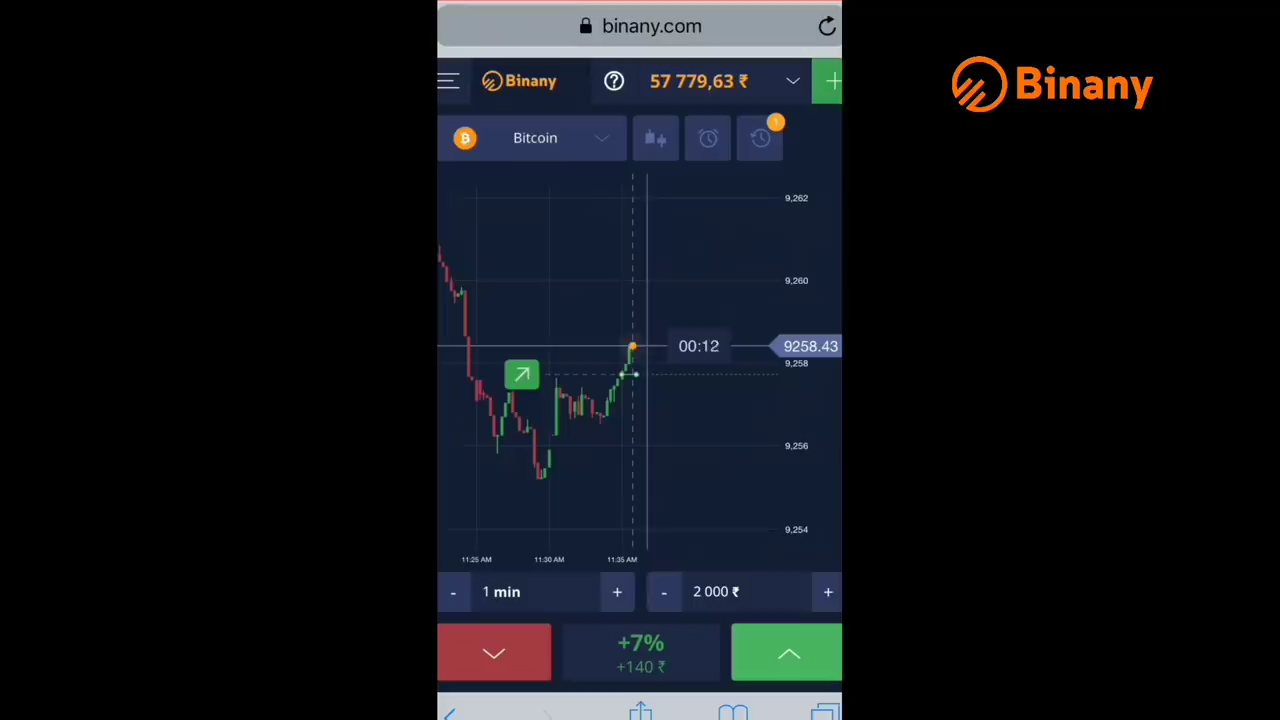 binany.com
Binany
57 779,63 ₹
Binany
1
Bitcoin
9,262
9,260
00:12
9258.43
9,258
9,256
9,254
11:25 AM 11:30 AM 11:35 AM
- 1 min + - 2 000 ₹ +
+7%
+140 ₹